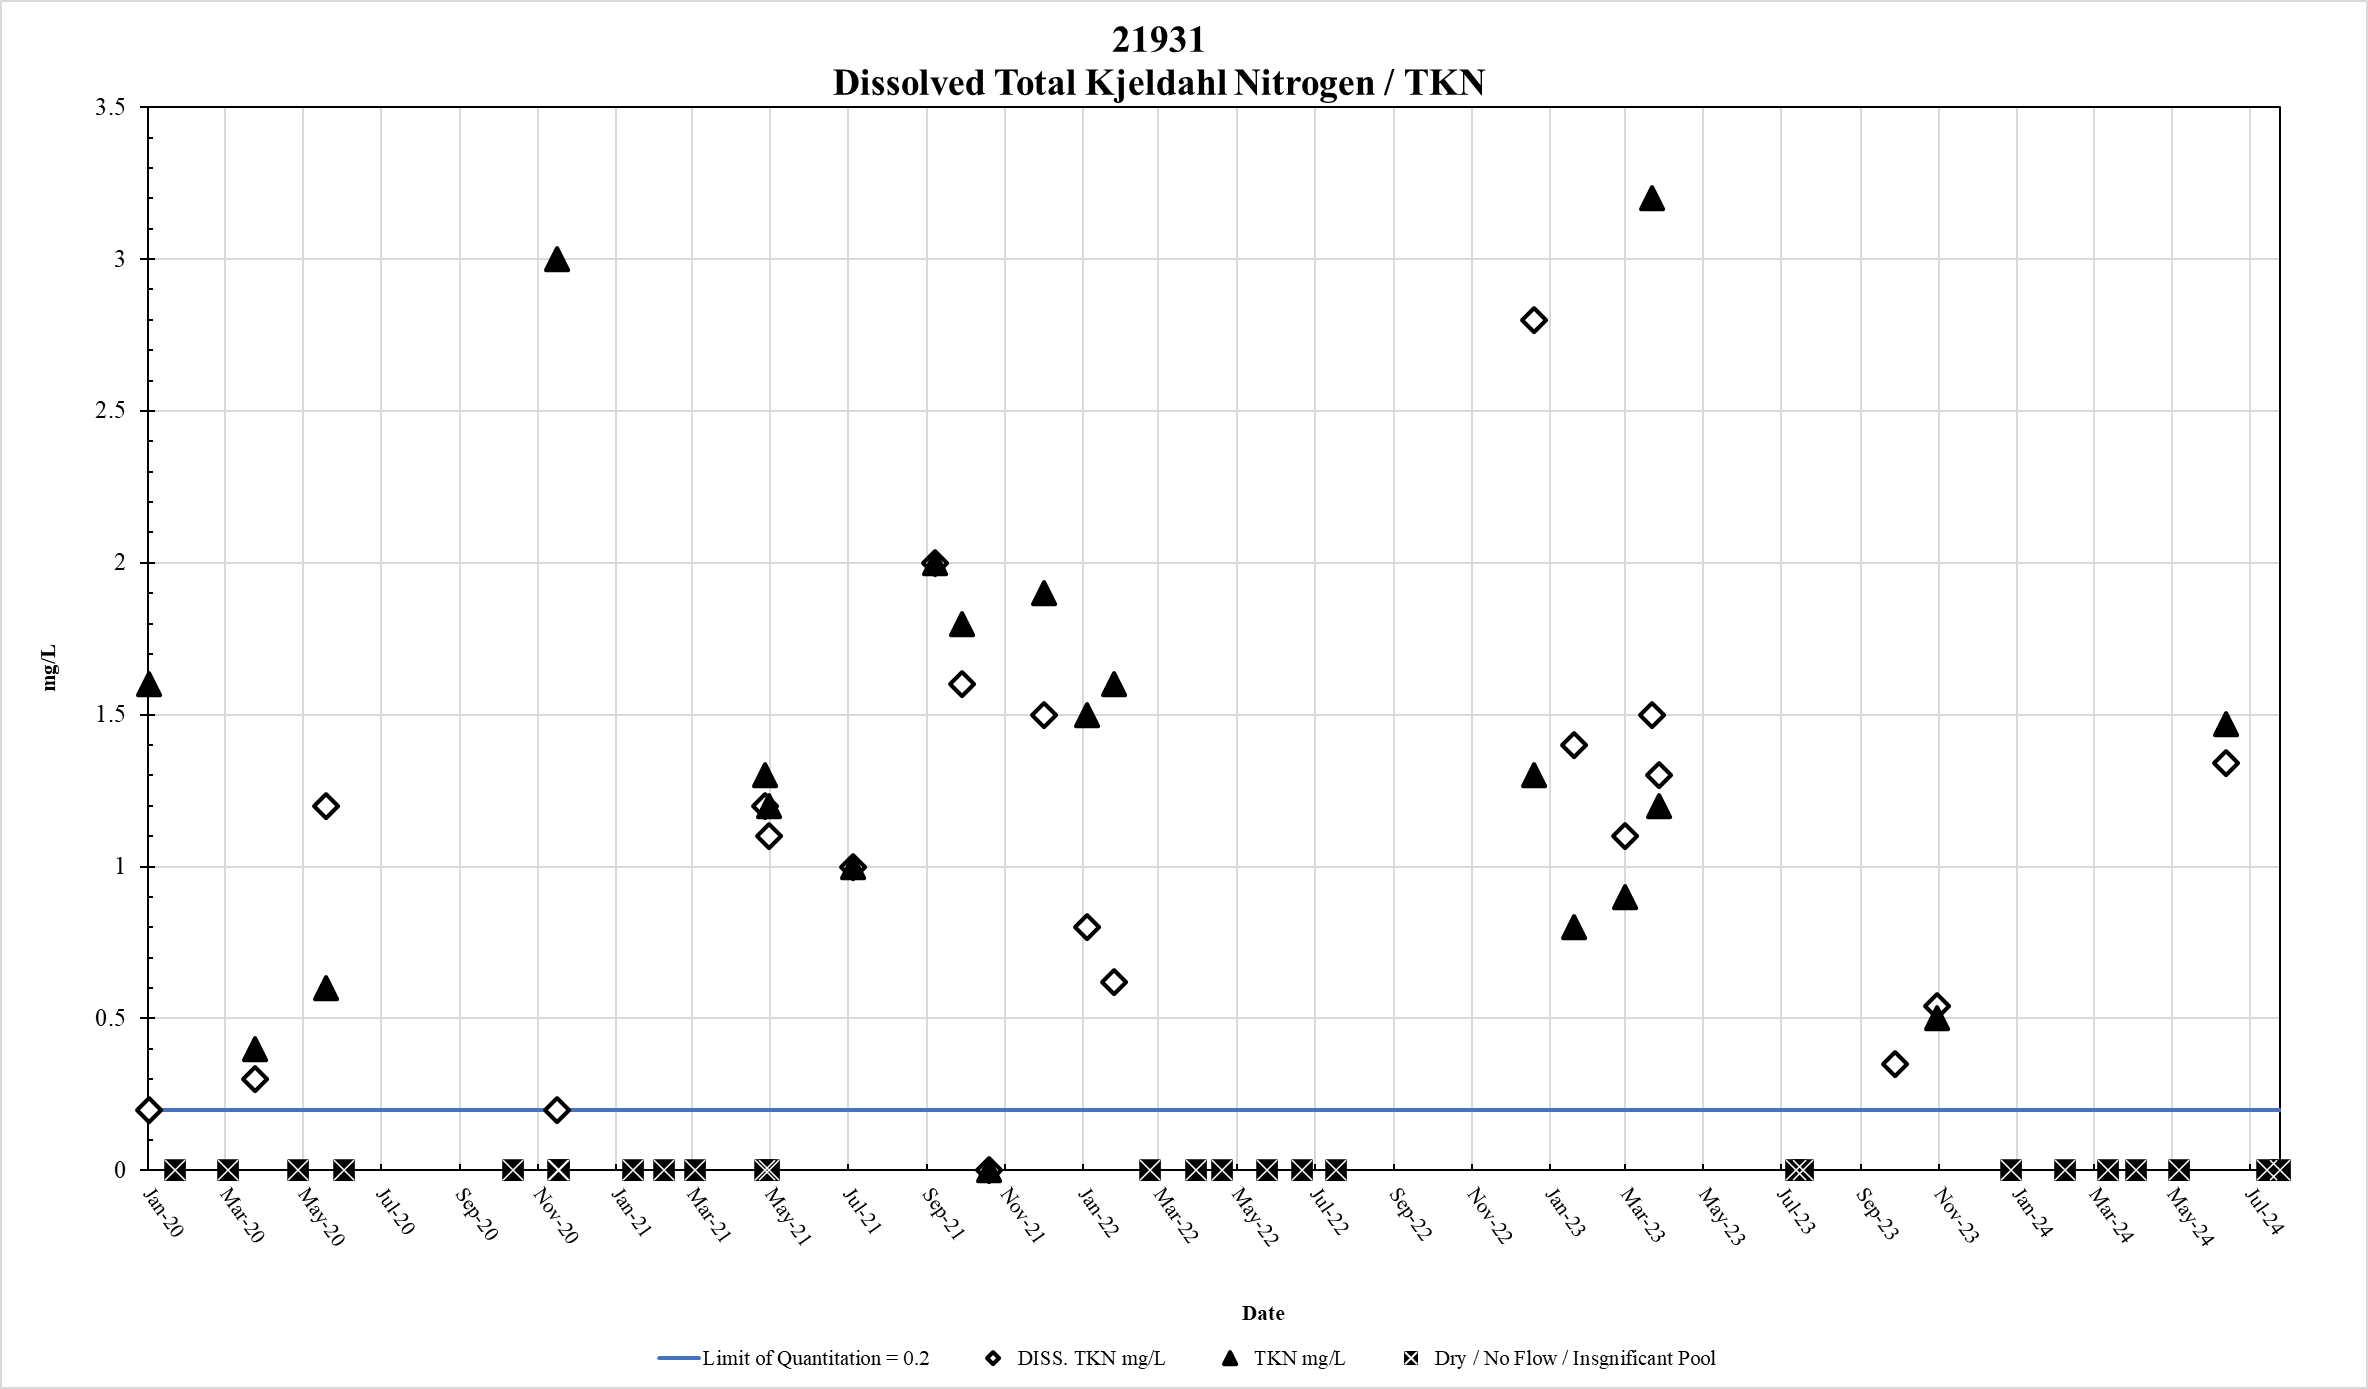 21931
Dissolved Total Kjeldahl Nitrogen / TKN
3.5
3
2.5
2
1.5
1
0.5
0
mg/L
Jan-20
Mar-20
May-20
Jul-20
Sep-20
Nov-20
Jan-21
Mar-21
May-21
Jul-21
Sep-21
Nov-21
Jan-22
Mar-22
May-22
Jul-22
Sep-22
Nov-22
Jan-23
Mar-23
May-23
Jul-23
Sep-23
Nov-23
Jan-24
Mar-24
May-24
Jul-24
Date
Limit of Quantitation = 0.2
DISS. TKN mg/L
TKN mg/L
Dry / No Flow / Insgnificant Pool